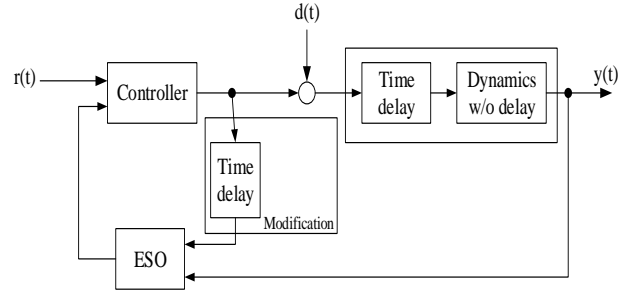 d(t)
r(t)
Controller
Time
delay
Dynamics
w/o delay
y(t)
Time
delay
Modification
ESO